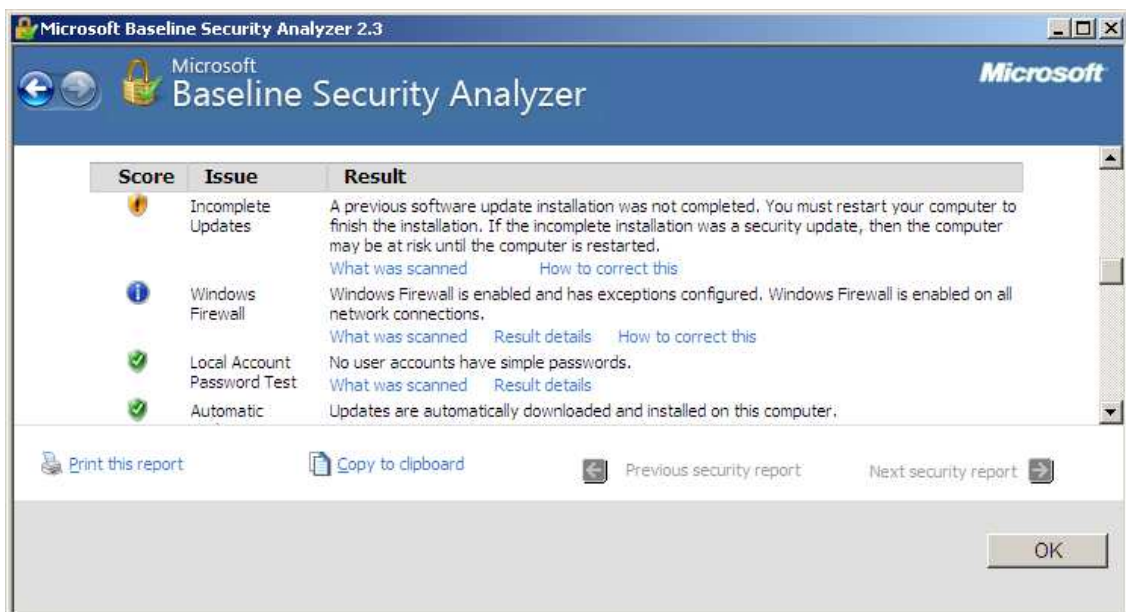 Microsoft Baseline Security Analyzer 2.3
Microsoft
Baseline Security Analyzer
Microsoft
Score Issue Result
Incomplete Updates
A previous software update installation was not completed. You must restart your computer to
finish the installation. If the incomplete installation was a security update, then the computer
may be at risk until the computer is restarted.
What was scanned How to correct this
Windows Firewall
Windows Firewall is enabled and has exceptions configured. Windows Firewall is enabled on all
network connections.
What was scanned Result details How to correct this
Local Account Password Test
No user accounts have simple passwords.
What was scanned Result details
Automatic
Updates are automatically downloaded and installed on this computer.
Print this report Copy to clipboard Previous security report Next security report
OK